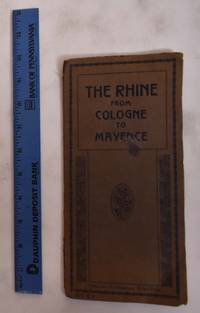 THE RHINE
FROM
COLOGNE
TO
MAYENCE
BANK OF PENNSYLVANIA
DAUPHIN DEPOSIT BANK